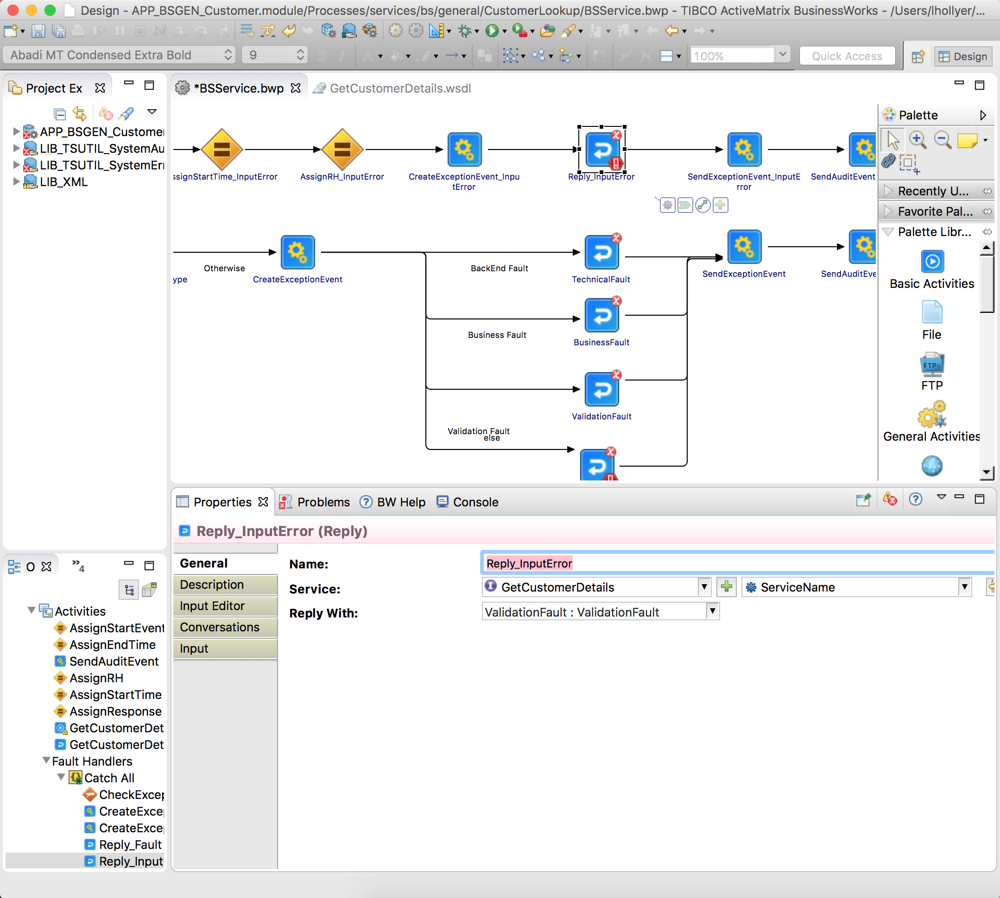 Design - APP_BSGEN_Customer.module/Processes/services/bs/general/CustomerLookup/BSService.bwp - TIBCO ActiveMatrix BusinessWorks - /Users/lhollyer/...
Abadi MT Condensed Extra Bold
9
100%
Quick Access
Design
Project Ex
*BSService.bwp
GetCustomerDetails.wsdl
APP_BSGEN_Customer
LIB_TSUTIL_SystemAu
LIB_TSUTIL_SystemErr
LIB_XML
ssignStartTime_InputError
AssignRH_InputError
CreateExceptionEvent_Inpu
tError
Reply_InputError
SendExceptionEvent_InputE
rror
SendAuditEvent_
Otherwise
ype
CreateExceptionEvent
BackEnd Fault
TechnicalFault
SendExceptionEvent
SendAuditEve
Business Fault
BusinessFault
ValidationFault
Validation Fault
else
Palette
Recently U...
Favorite Pal...
Palette Libr...
Basic Activities
File
FTP
FTP
General Activities
Properties
Problems
BW Help
Console
Reply_InputError (Reply)
General
Description
Input Editor
Conversations
Input
Name:
Reply_InputError
Service:
GetCustomerDetails
ServiceName
Reply With:
ValidationFault : ValidationFault
O
»4
Activities
AssignStartEvent
AssignEndTime
SendAuditEvent
AssignRH
AssignStartTime
AssignResponse
GetCustomerDet
GetCustomerDet
Fault Handlers
Catch All
CheckExcep
CreateExce
CreateExce
Reply_Fault
Reply_Input